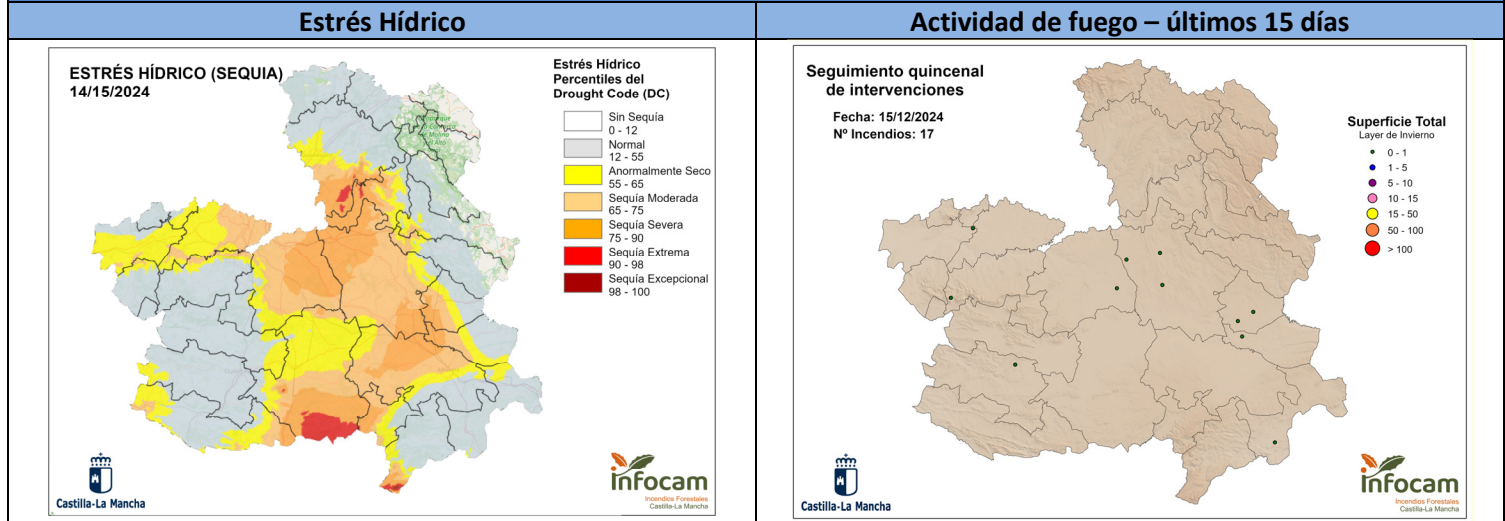 Estrés Hídrico
ESTRÉS HÍDRICO (SEQUIA)
14/15/2024
Estrés Hídrico
Percentiles del
Drought Code (DC)
Sin Sequía
0 - 12
Normal
12 - 55
Anormalmente Seco
55 - 65
Sequía Moderada
65 - 75
Sequía Severa
75 - 90
Sequía Extrema
90 - 98
Sequía Excepcional
98 - 100
Castilla-La Mancha
infocam
Incendios Forestales
Castilla-La Mancha
Actividad de fuego – últimos 15 días
Seguimiento quincenal
de intervenciones
Fecha: 15/12/2024
Nº Incendios: 17
Superficie Total
Layer de Invierno
0 - 1
1 - 5
5 - 10
10 - 15
15 - 50
50 - 100
> 100
Castilla-La Mancha
infocam
Incendios Forestales
Castilla-La Mancha